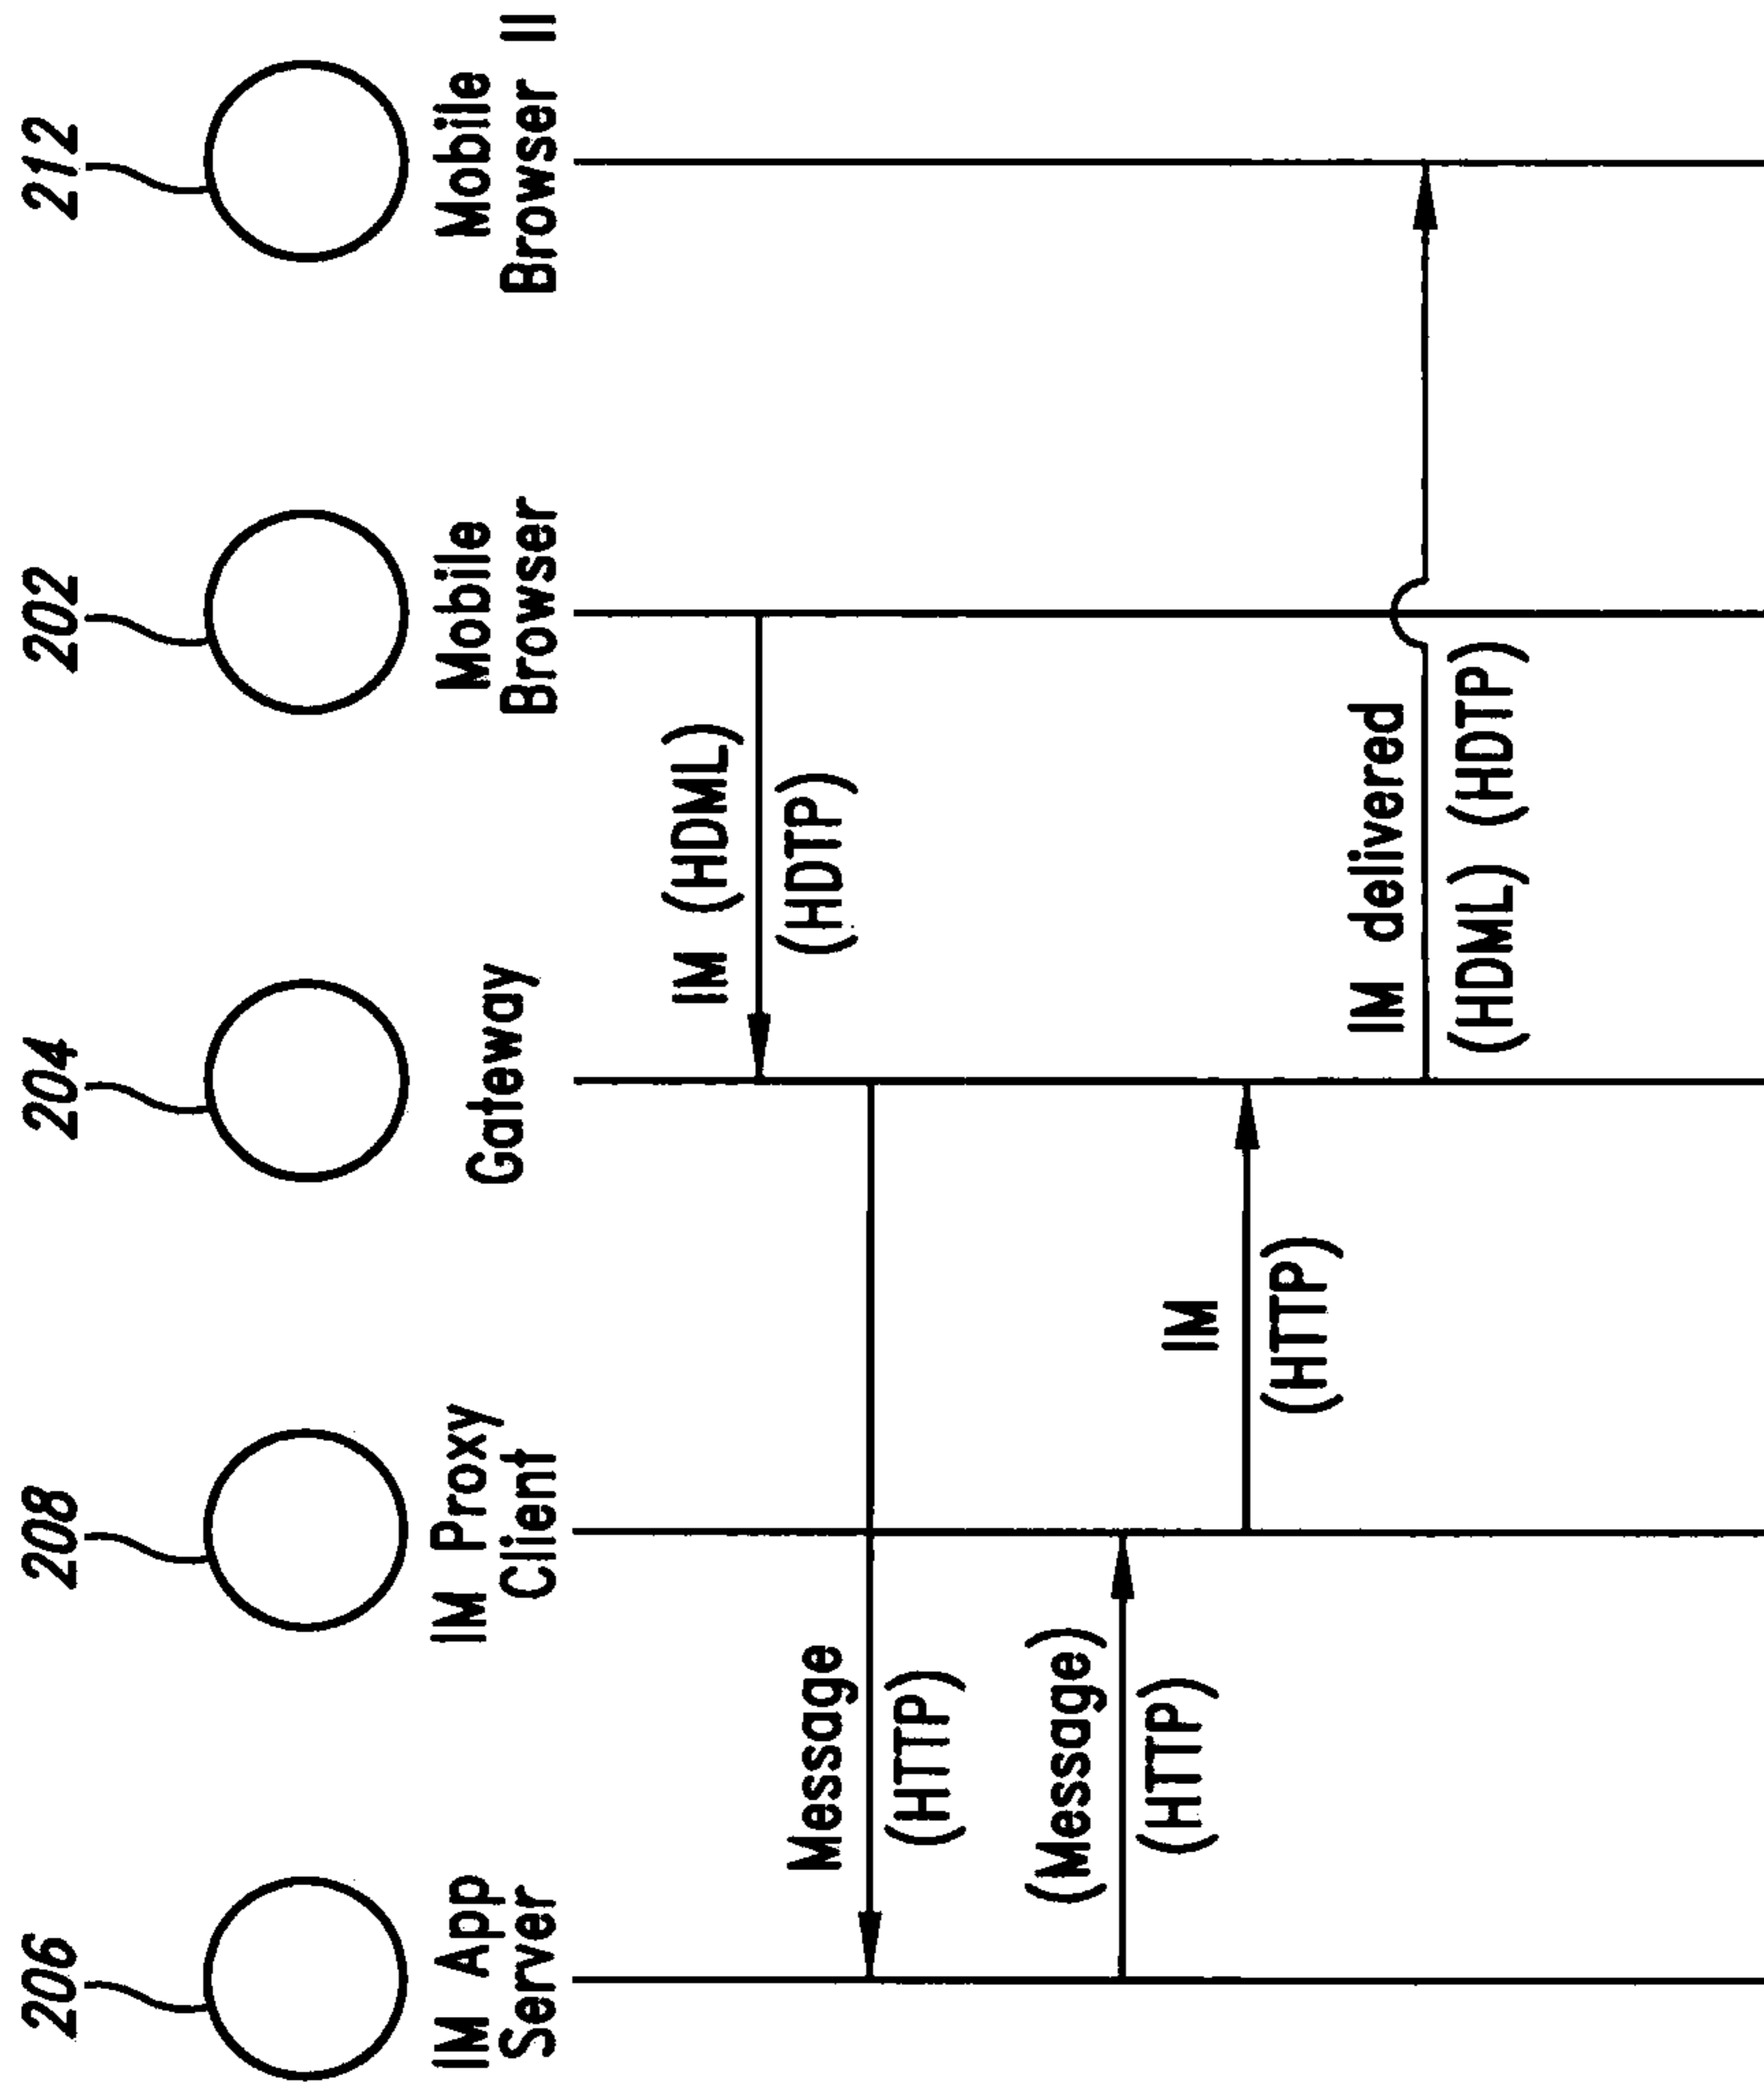 206
208
204
202
212
IM App
Server
IM Proxy
Client
Gateway
Mobile
Browser
Mobile
Browser II
IM (HDML)
(HDTP)
Message
(HTTP)
(Message)
(HTTP)
IM
(HTTP)
IM delivered
(HDML) (HDTP)